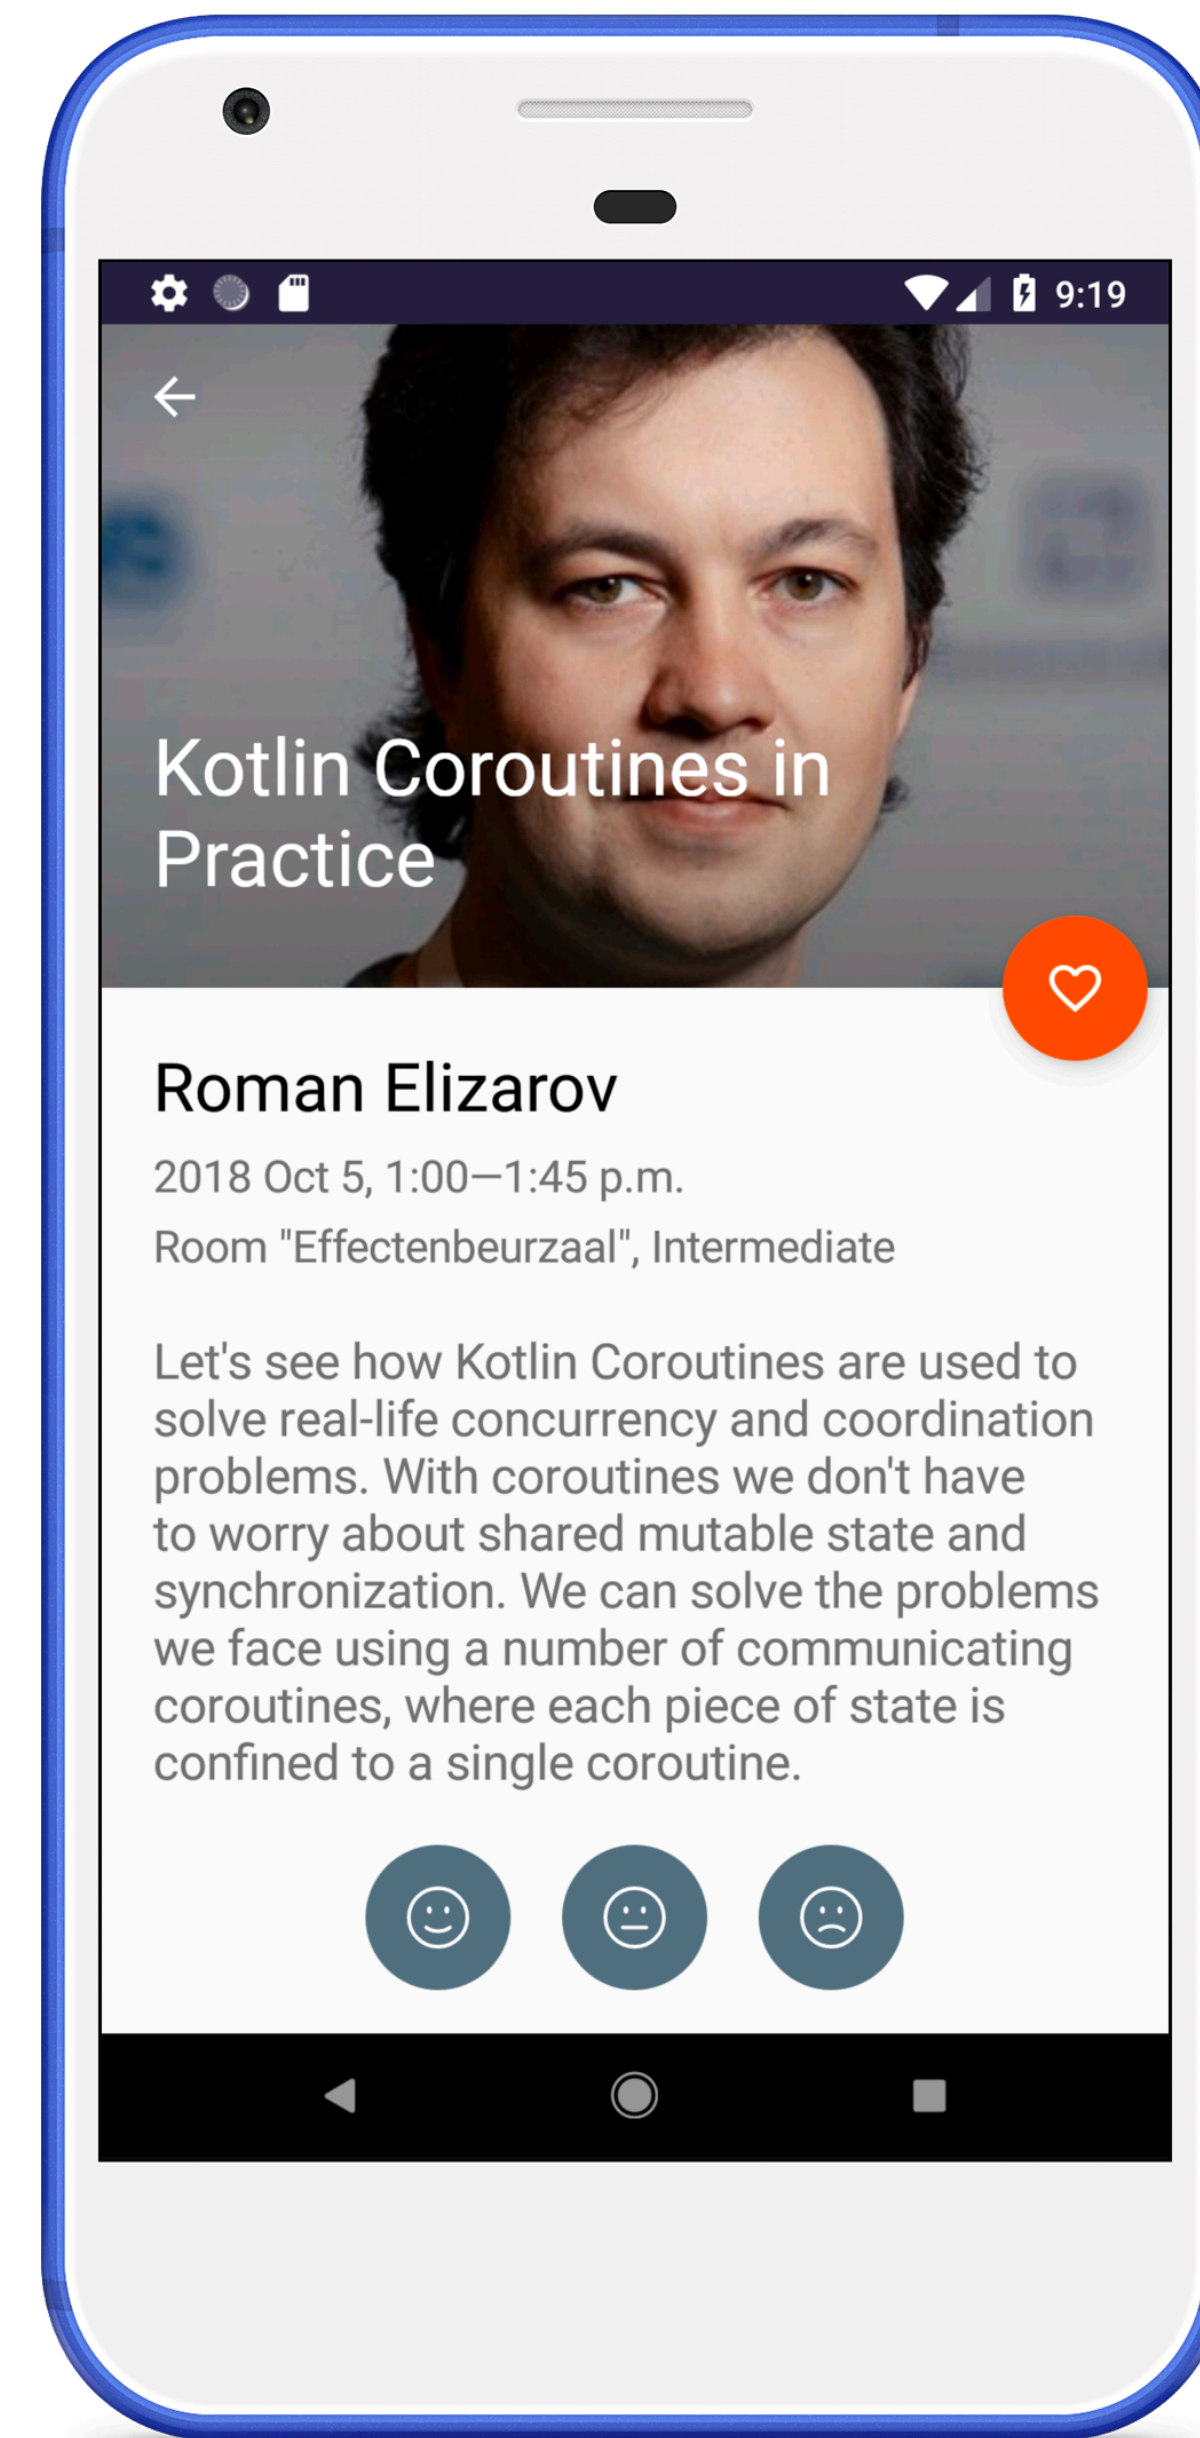 9:19
Kotlin Coroutines in
Practice
Roman Elizarov
2018 Oct 5, 1:00—1:45 p.m.
Room "Effectenbeurzaal", Intermediate
Let's see how Kotlin Coroutines are used to
solve real-life concurrency and coordination
problems. With coroutines we don't have
to worry about shared mutable state and
synchronization. We can solve the problems
we face using a number of communicating
coroutines, where each piece of state is
confined to a single coroutine.